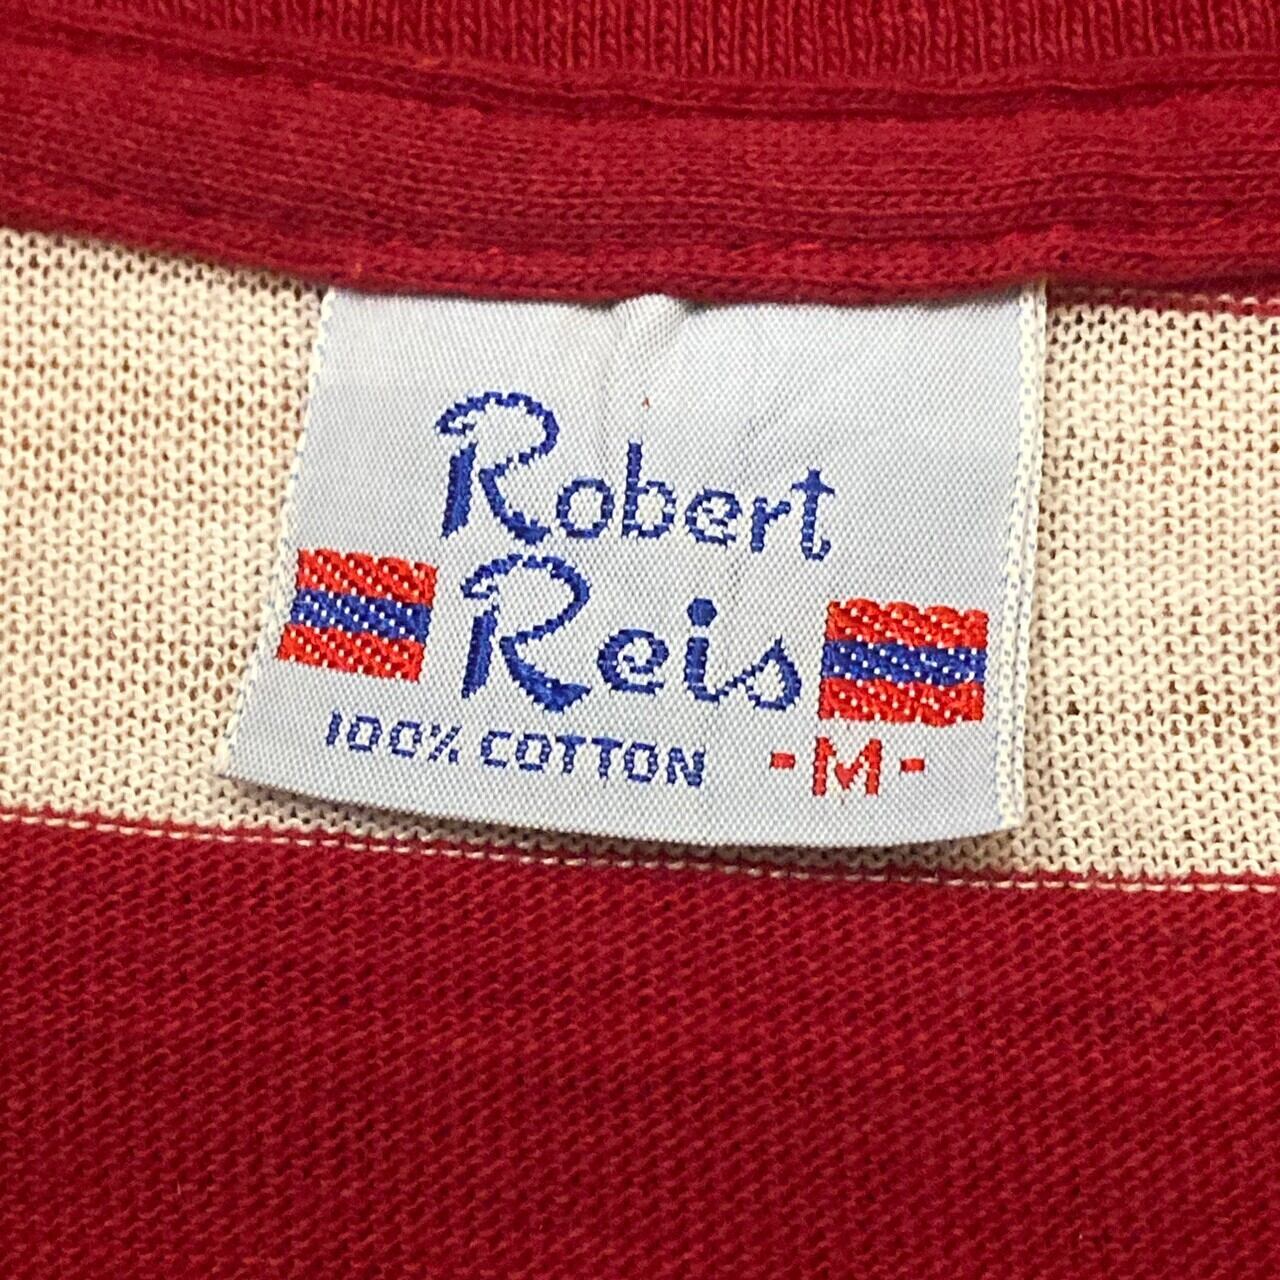 Robert
Reis
100% COTTON -M-